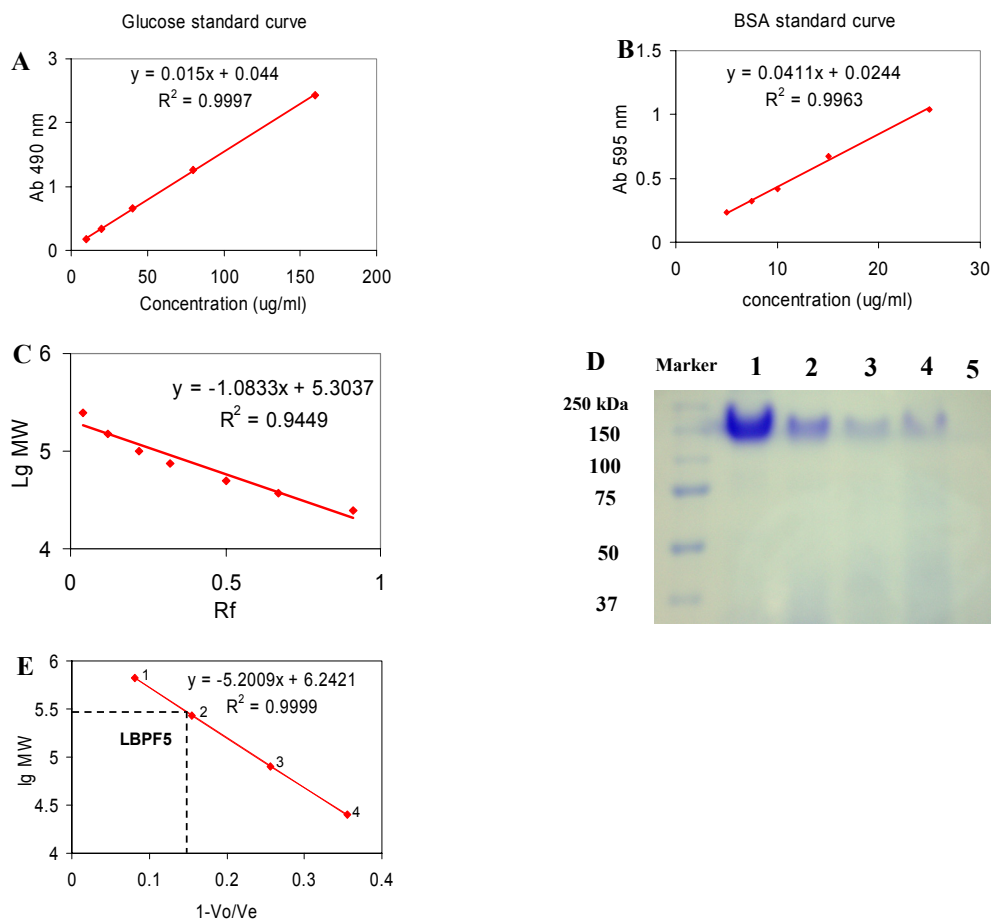 Glucose standard curve
A
3
2
1
0
y = 0.015x + 0.044
R² = 0.9997
Ab 490 nm
0 50 100 150 200
Concentration (ug/ml)
BSA standard curve
B
1.5
1
0.5
0
y = 0.0411x + 0.0244
R² = 0.9963
Ab 595 nm
0 10 20 30
concentration (ug/ml)
C
6
5
4
y = -1.0833x + 5.3037
R² = 0.9449
Lg MW
0 0.5 1
Rf
D
Marker 1 2 3 4 5
250 kDa
150
100
75
50
37
E
6
5.5
5
4.5
4
y = -5.2009x + 6.2421
R² = 0.9999
1
2
3
4
LBPF5
lg MW
0 0.1 0.2 0.3 0.4
1-Vo/Ve